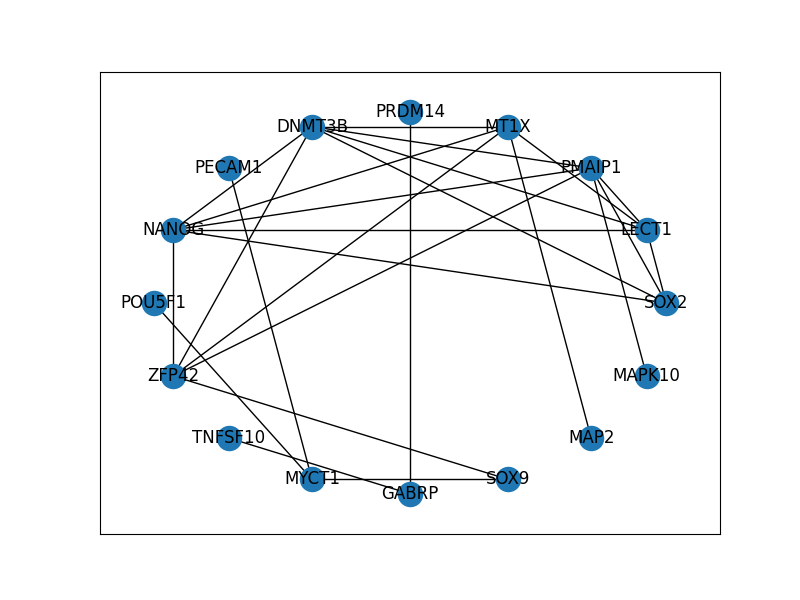 PRDM14
DNMT3B
MT1X
PECAM1
PMAIP1
NANOG
LECT1
POU5F1
SOX2
ZFP42
MAPK10
TNFSF10
MAP2
MYCT1
SOX9
GABRP